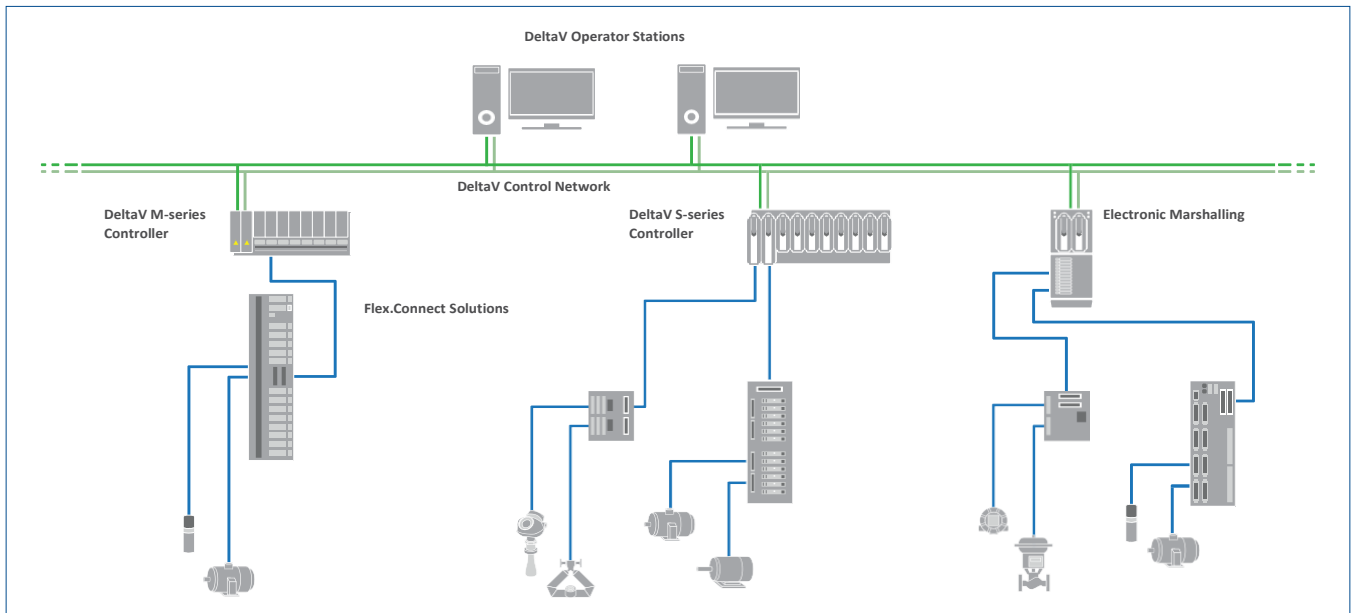 DeltaV Operator Stations
DeltaV Control Network
DeltaV M-series
Controller
DeltaV S-series
Controller
Electronic Marshalling
Flex.Connect Solutions